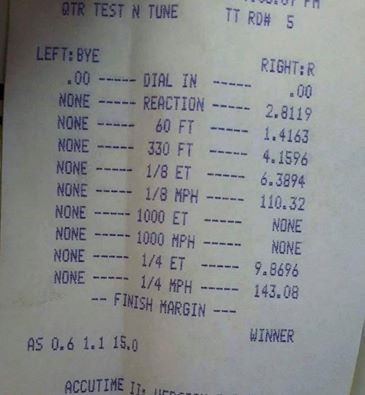 QTR TEST N TUNE TT RD# 5
LEFT:BYE RIGHT:R
.00 ----- DIAL IN ----- .00
NONE ----- REACTION ----- 2.8119
NONE ----- 60 FT ----- 1.4163
NONE ----- 330 FT ----- 4.1596
NONE ----- 1/8 ET ----- 6.3894
NONE ----- 1/8 MPH ----- 110.32
NONE ----- 1000 ET ----- NONE
NONE ----- 1000 MPH ----- NONE
NONE ----- 1/4 ET ----- 9.8696
NONE ----- 1/4 MPH ----- 143.08
-- FINISH MARGIN ---
WINNER
AS 0.6 1.1 15.0
ACCUTIME II: